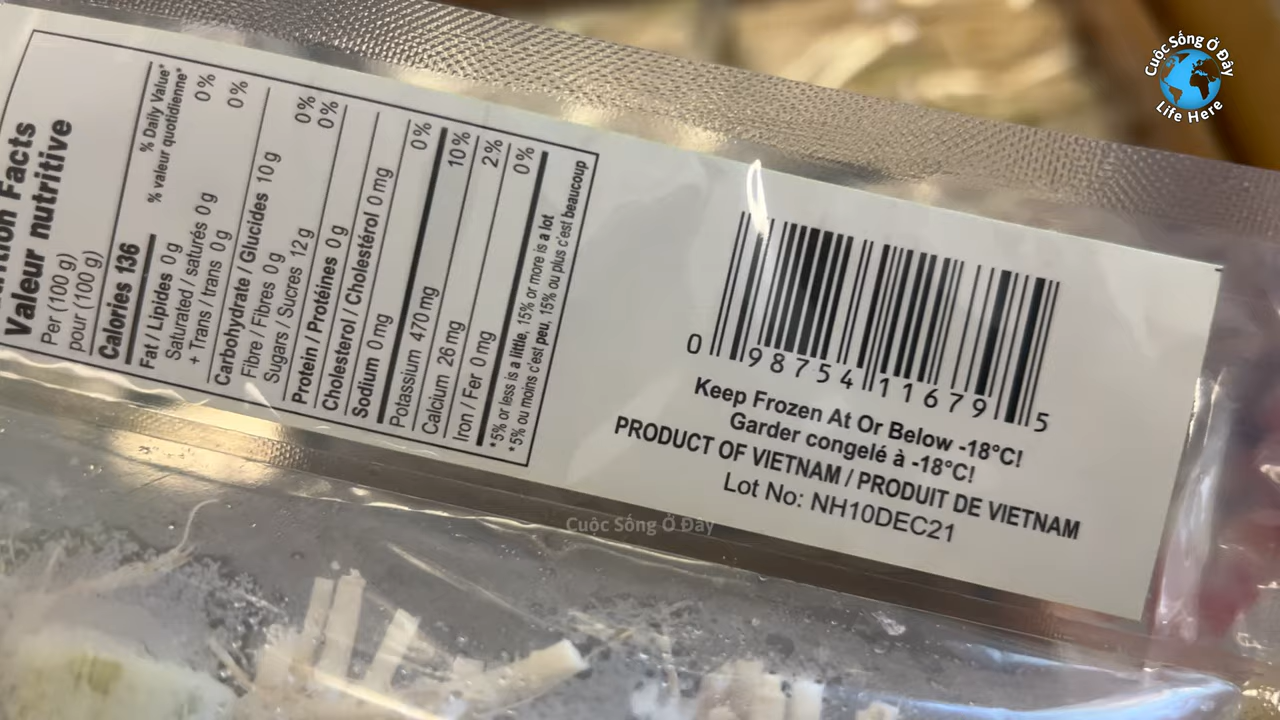 Nutrition Facts
Valeur nutritive
Per (100 g)
pour (100 g)
Calories 136
% Daily Value*
% valeur quotidienne*
Fat / Lipides 0 g 0%
Saturated / saturés 0 g
+ Trans / trans 0 g 0%
Carbohydrate / Glucides 10 g
Fibre / Fibres 0 g 0%
Sugars / Sucres 12 g 0%
Protein / Protéines 0 g
Cholesterol / Cholestérol 0 mg
Sodium 0 mg 0%
Potassium 470 mg 10%
Calcium 26 mg 2%
Iron / Fer 0 mg 0%
*5% or less is a little, 15% or more is a lot
*5% ou moins c'est peu, 15% ou plus c'est beaucoup
0 98754 11679 5
Keep Frozen At Or Below -18°C!
Garder congelé à -18°C!
PRODUCT OF VIETNAM / PRODUIT DE VIETNAM
Lot No: NH10DEC21
Cuôc Sống Ở Đây
Life Here
Cuôc Sống Ở Đây